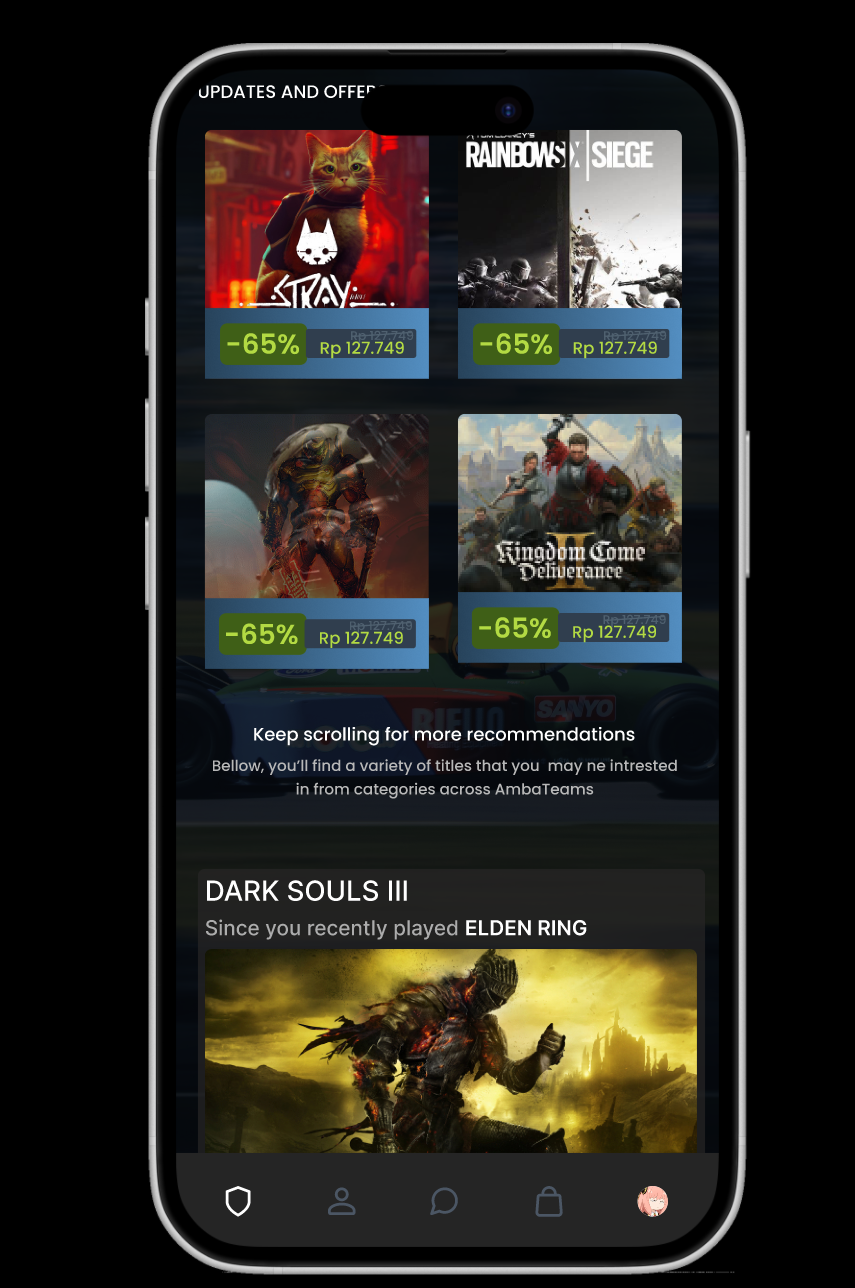 UPDATES AND OFFERS
STRAY
TOM CLANCY'S
RAINBOW SIX | SIEGE
-65% Rp 127.749 Rp 127.749
-65% Rp 127.749 Rp 127.749
Kingdom Come
II
Deliverance
-65% Rp 127.749 Rp 127.749
-65% Rp 127.749 Rp 127.749
SANYO
Keep scrolling for more recommendations
Bellow, you’ll find a variety of titles that you  may ne intrested
in from categories across AmbaTeams
DARK SOULS III
Since you recently played ELDEN RING